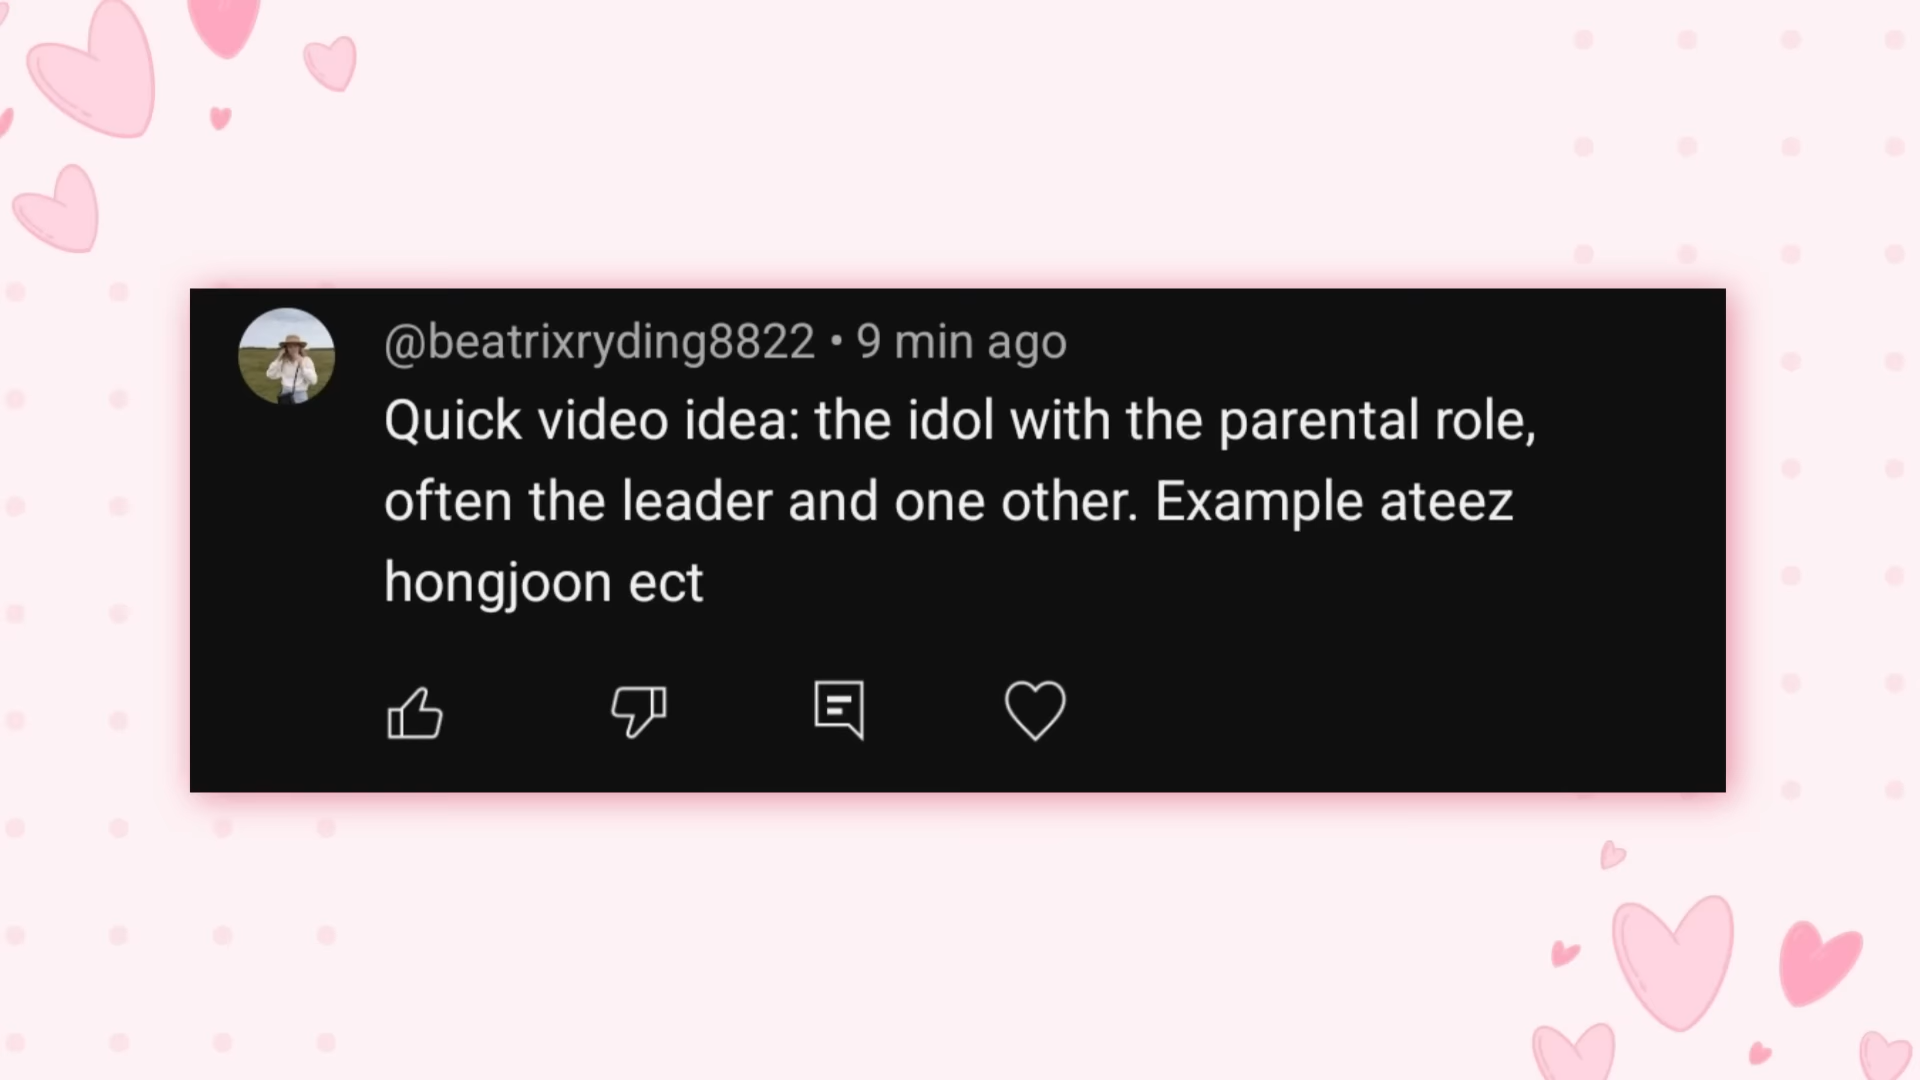 @beatrixryding8822 • 9 min ago
Quick video idea: the idol with the parental role,
often the leader and one other. Example ateez
hongjoon ect